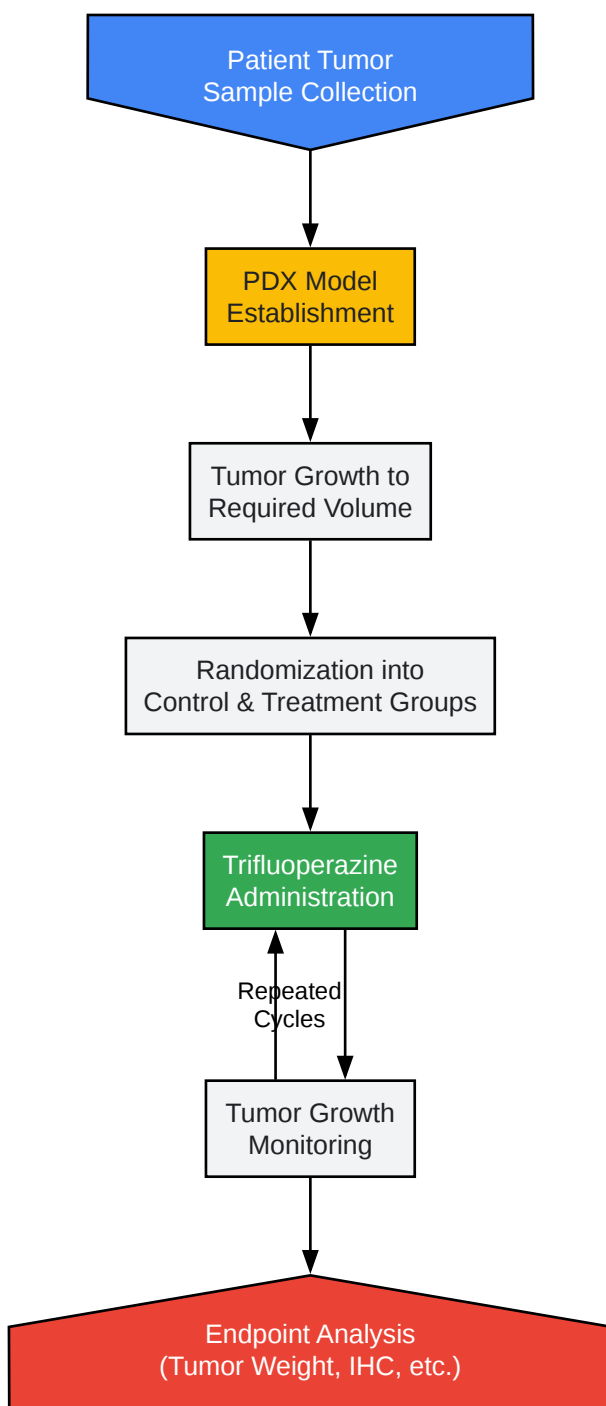 Patient Tumor
Sample Collection
PDX Model
Establishment
Tumor Growth to
Required Volume
Randomization into
Control & Treatment Groups
Trifluoperazine
Administration
Repeated
Cycles
Tumor Growth
Monitoring
Endpoint Analysis
(Tumor Weight, IHC, etc.)